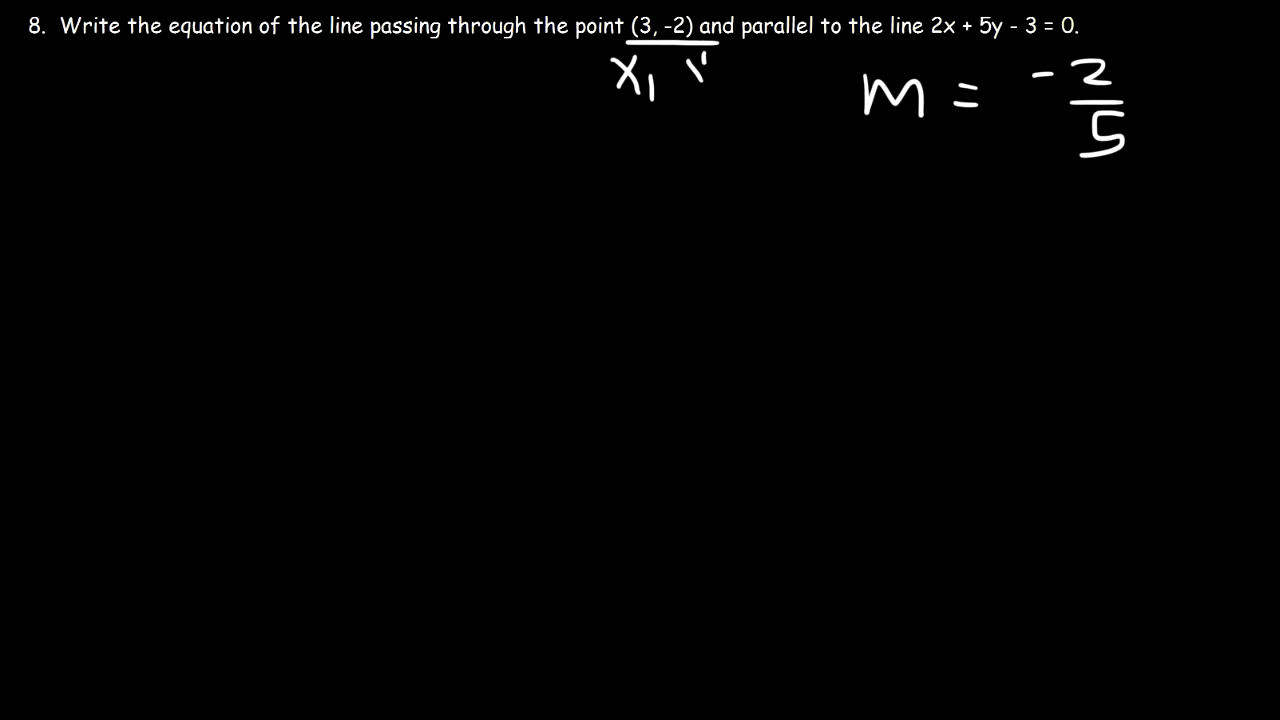 8. Write the equation of the line passing through the point (3, -2) and parallel to the line 2x + 5y - 3 = 0.
x₁
m = -2/5